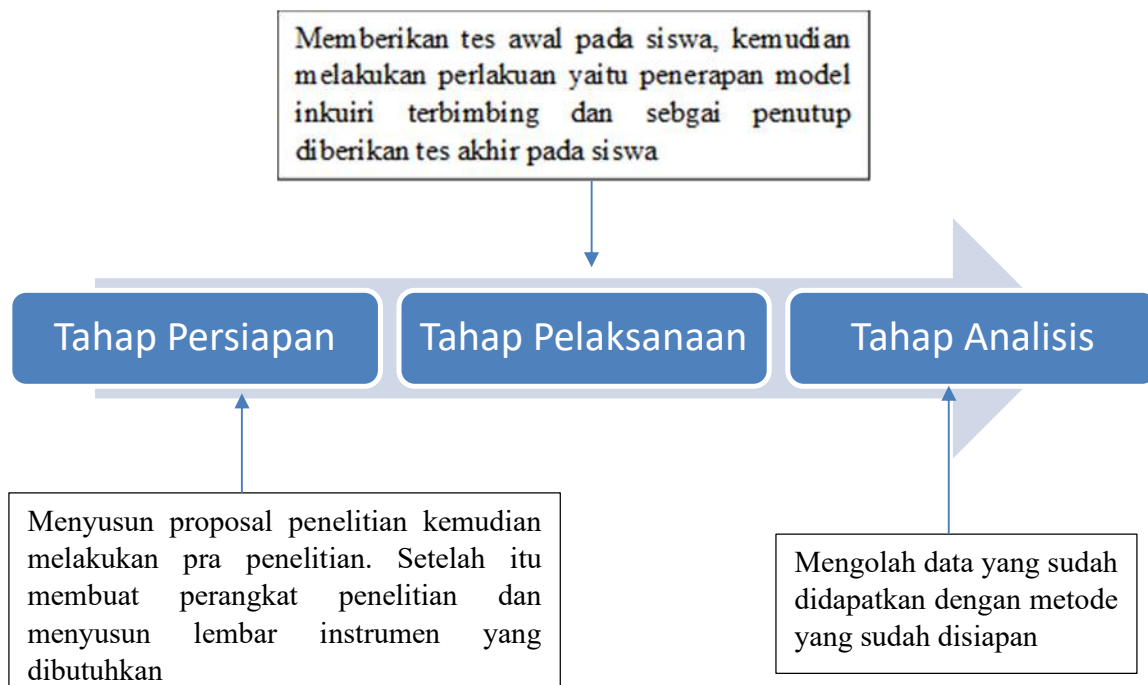 Memberikan tes awal pada siswa, kemudian
melakukan perlakuan yaitu penerapan model
inkuiri terbimbing dan sebgai penutup
diberikan tes akhir pada siswa
Tahap Persiapan
Tahap Pelaksanaan
Tahap Analisis
Menyusun proposal penelitian kemudian
melakukan pra penelitian. Setelah itu
membuat perangkat penelitian dan
menyusun lembar instrumen yang
dibutuhkan
Mengolah data yang sudah
didapatkan dengan metode
yang sudah disiapan